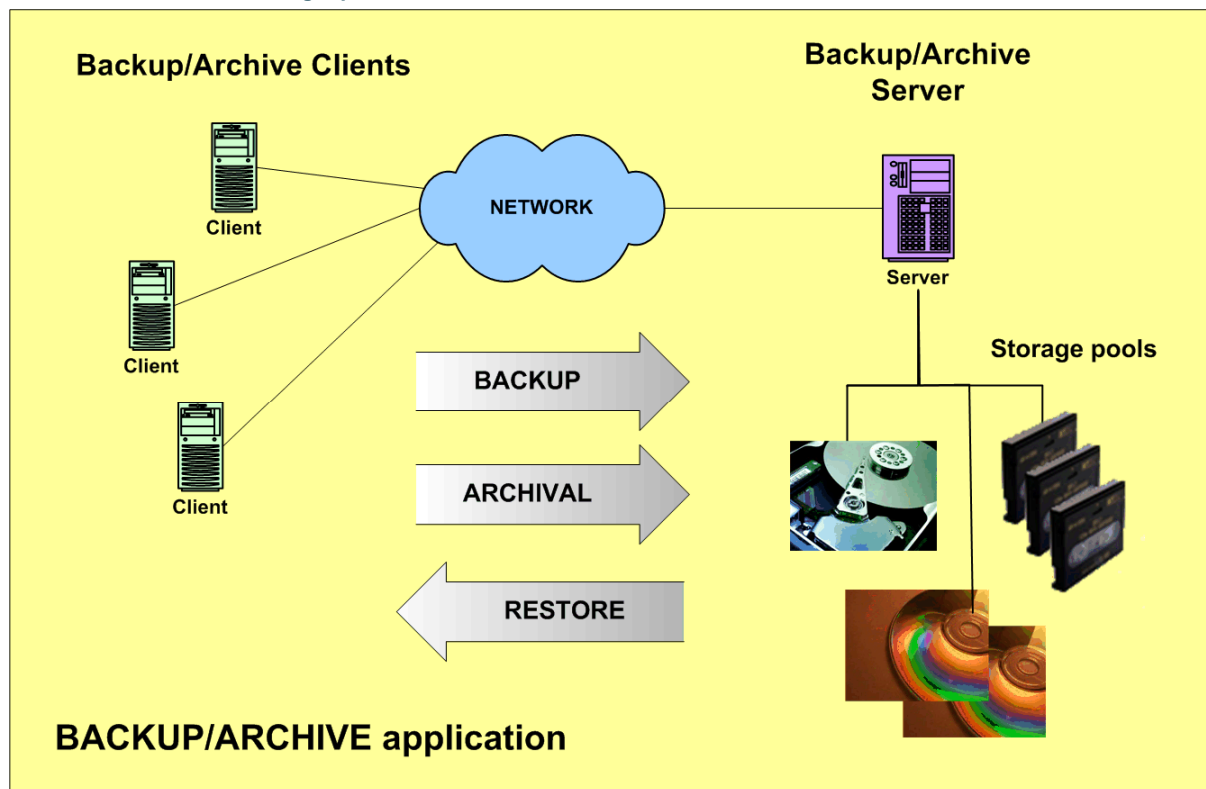 Backup/Archive Clients
Backup/Archive
Server
Client
NETWORK
Server
Client
Storage pools
BACKUP
Client
ARCHIVAL
RESTORE
BACKUP/ARCHIVE application